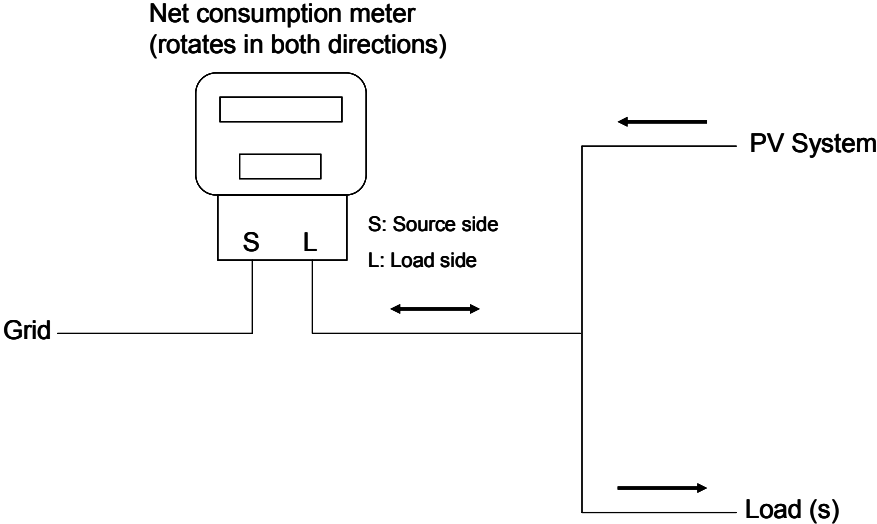 Net consumption meter
(rotates in both directions)
PV System
S: Source side
S L
L: Load side
Grid
Load (s)